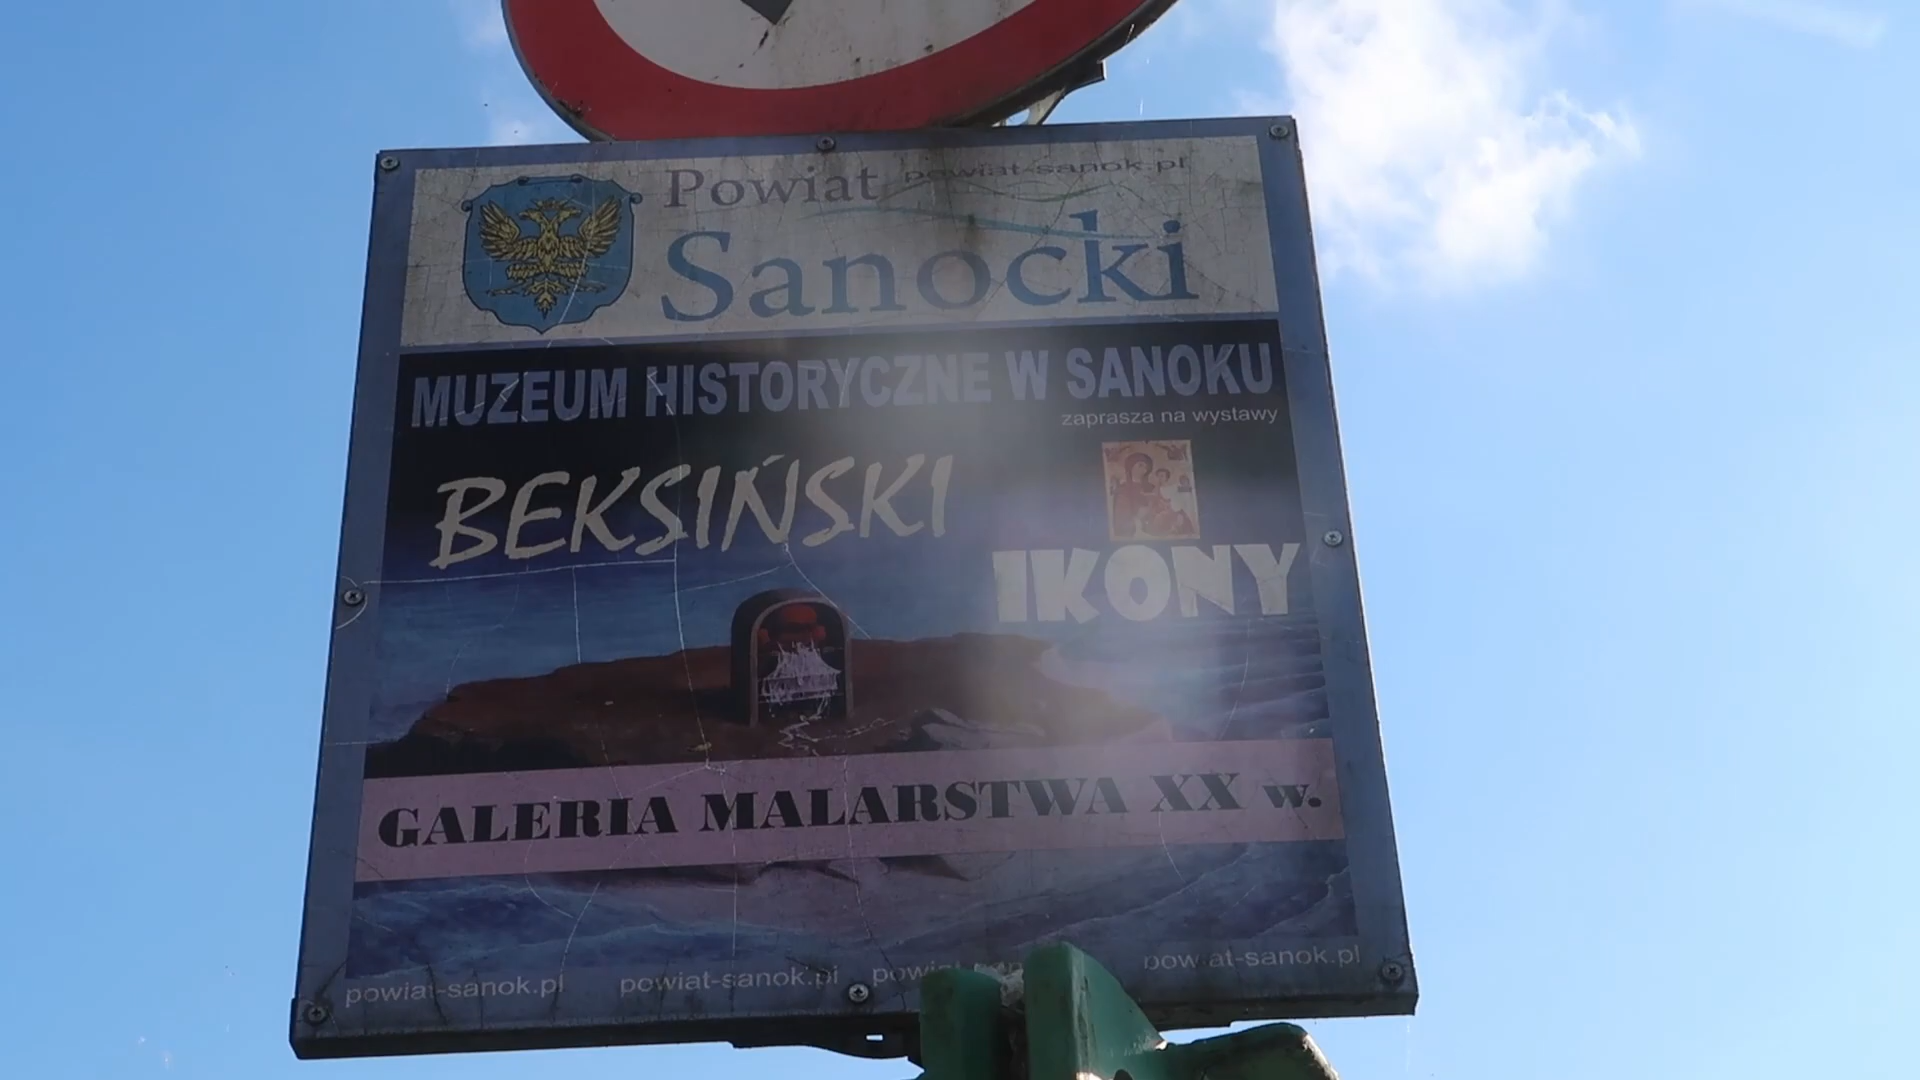 Powiat powiat-sanok.pl
Sanocki
MUZEUM HISTORYCZNE W SANOKU
zaprasza na wystawy
BEKSIŃSKI
IKONY
GALERIA MALARSTWA XX w.
powiat-sanok.pl powiat-sanok.pl powiat-sanok.pl